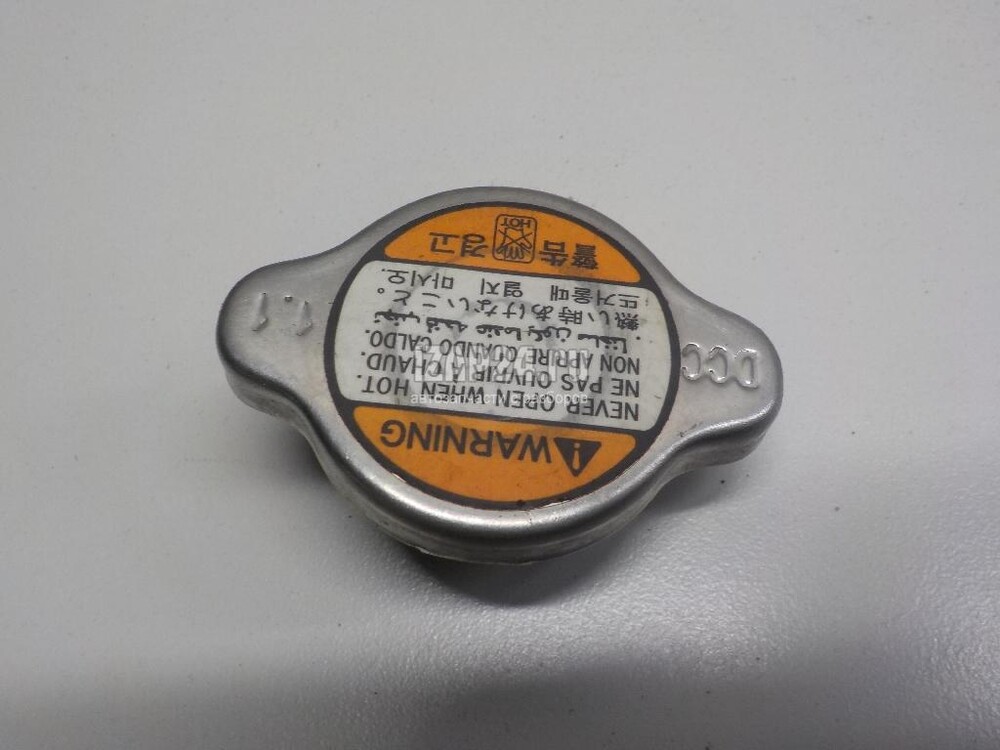 WARNING
NEVER OPEN WHEN HOT.
NE PAS OUVRIR A CHAUD.
NON APRIRE QUANDO CALDO.
熱い時あけないこと。
뜨거울때 열지 마시오.
警告 HOT 경고
DCC
1.1
автозапчасти с разборов